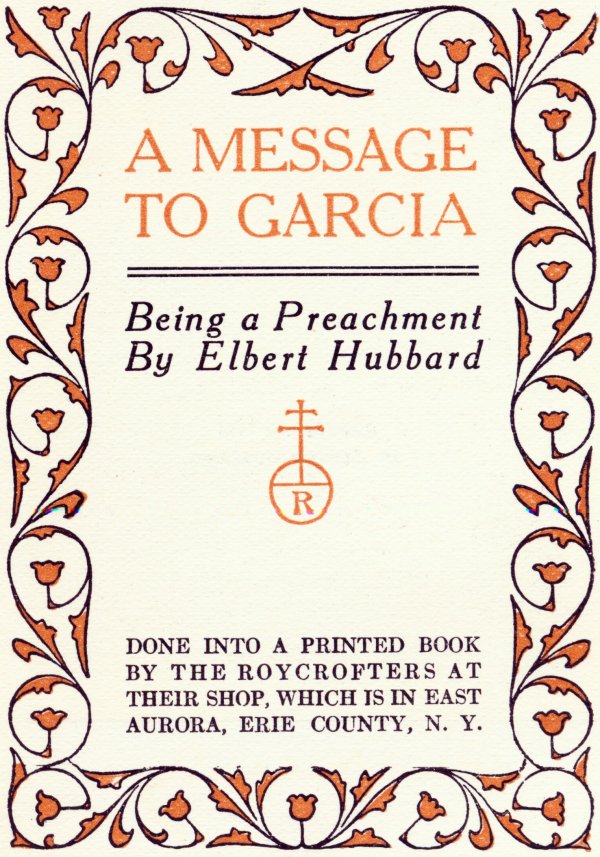 A MESSAGE
TO GARCIA
Being a Preachment
By Elbert Hubbard
R
DONE INTO A PRINTED BOOK
BY THE ROYCROFTERS AT
THEIR SHOP, WHICH IS IN EAST
AURORA, ERIE COUNTY, N. Y.